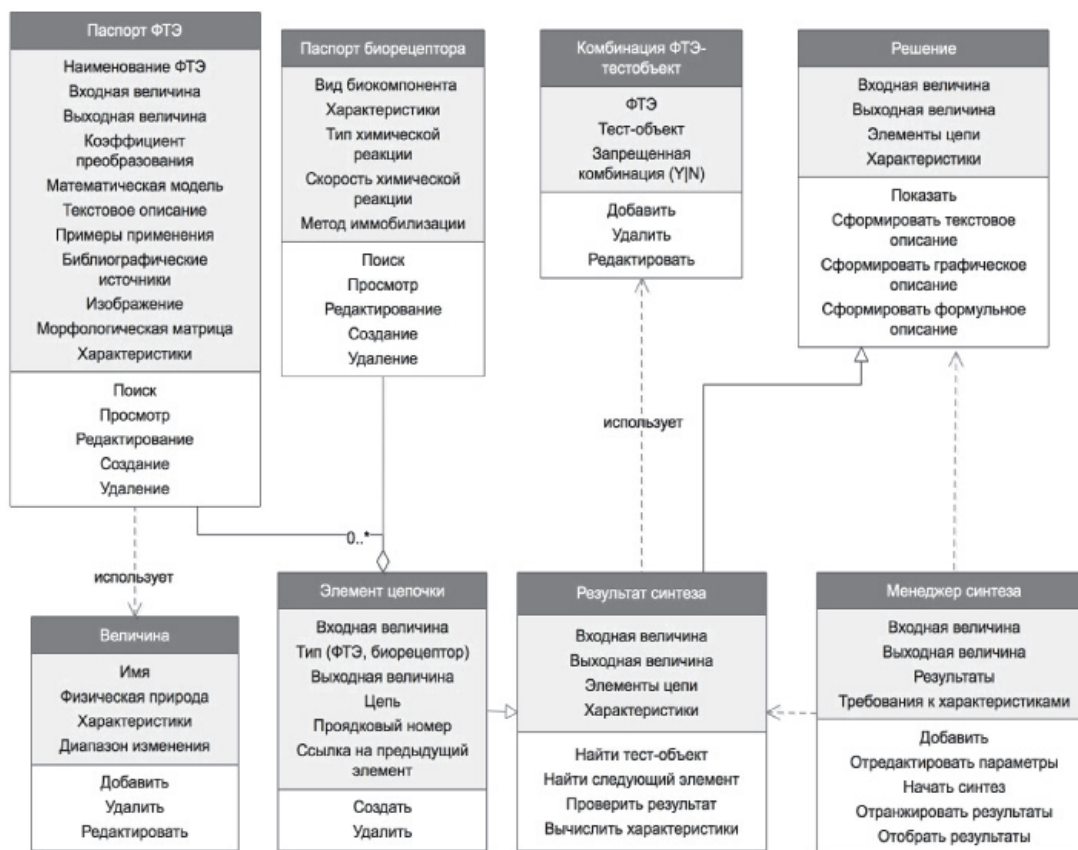 Паспорт ФТЭ
Наименование ФТЭ
Входная величина
Выходная величина
Коэффициент
преобразования
Математическая модель
Текстовое описание
Примеры применения
Библиографические
источники
Изображение
Морфологическая матрица
Характеристики
Поиск
Просмотр
Редактирование
Создание
Удаление
Паспорт биорецептора
Вид биокомпонента
Характеристики
Тип химической
реакции
Скорость химической
реакции
Метод иммобилизации
Поиск
Просмотр
Редактирование
Создание
Удаление
Комбинация ФТЭ-
тестобъект
ФТЭ
Тест-объект
Запрещенная
комбинация (Y|N)
Добавить
Удалить
Редактировать
Решение
Входная величина
Выходная величина
Элементы цепи
Характеристики
Показать
Сформировать текстовое
описание
Сформировать графическое
описание
Сформировать формульное
описание
использует
0..*
использует
Величина
Имя
Физическая природа
Характеристики
Диапазон изменения
Добавить
Удалить
Редактировать
Элемент цепочки
Входная величина
Тип (ФТЭ, биорецептор)
Выходная величина
Цепь
Проядковый номер
Ссылка на предыдущий
элемент
Создать
Удалить
Результат синтеза
Входная величина
Выходная величина
Элементы цепи
Характеристики
Найти тест-объект
Найти следующий элемент
Проверить результат
Вычислить характеристики
Менеджер синтеза
Входная величина
Выходная величина
Результаты
Требования к характеристиками
Добавить
Отредактировать параметры
Начать синтез
Отранжировать результаты
Отобрать результаты